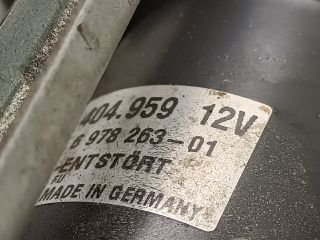 404.959 12V
6 978 263-01
-ENTSTÖRT
MADE IN GERMANY